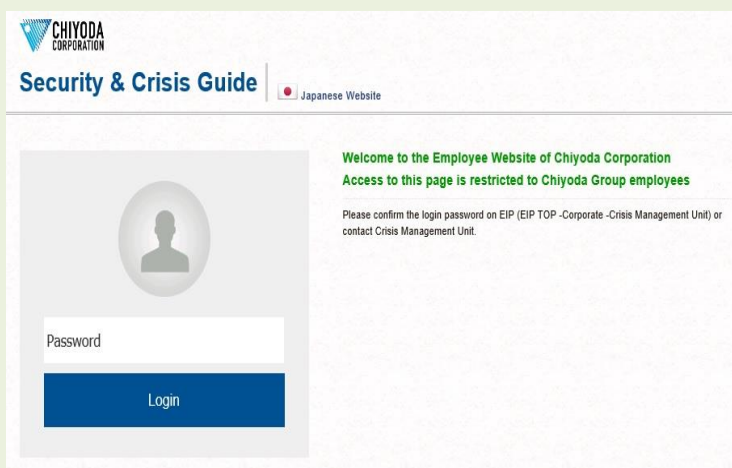 CHIYODA
CORPORATION
Security & Crisis Guide
Japanese Website
Welcome to the Employee Website of Chiyoda Corporation
Access to this page is restricted to Chiyoda Group employees
Please confirm the login password on EIP (EIP TOP -Corporate -Crisis Management Unit) or
contact Crisis Management Unit.
Password
Login